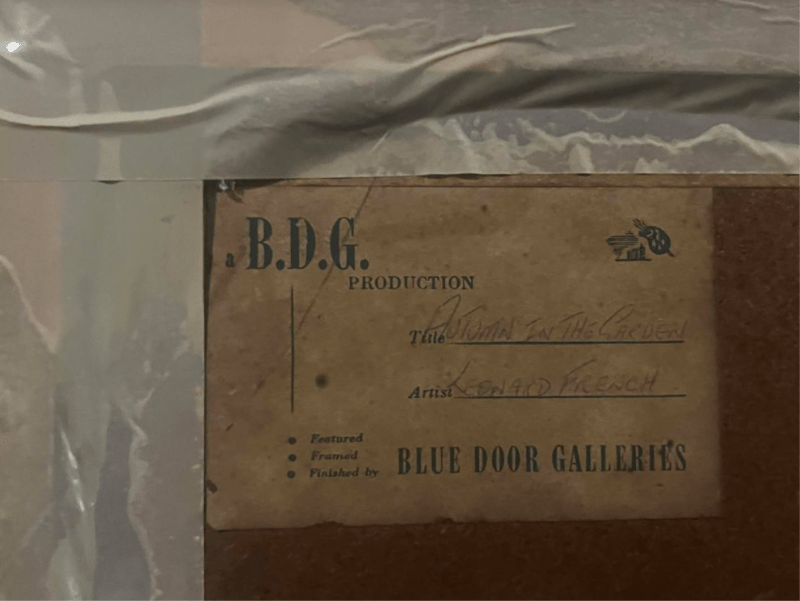 a B.D.G.
PRODUCTION
Title AUTUMN IN THE GARDEN
Artist LEONARD FRENCH
• Featured
• Framed
• Finished by BLUE DOOR GALLERIES